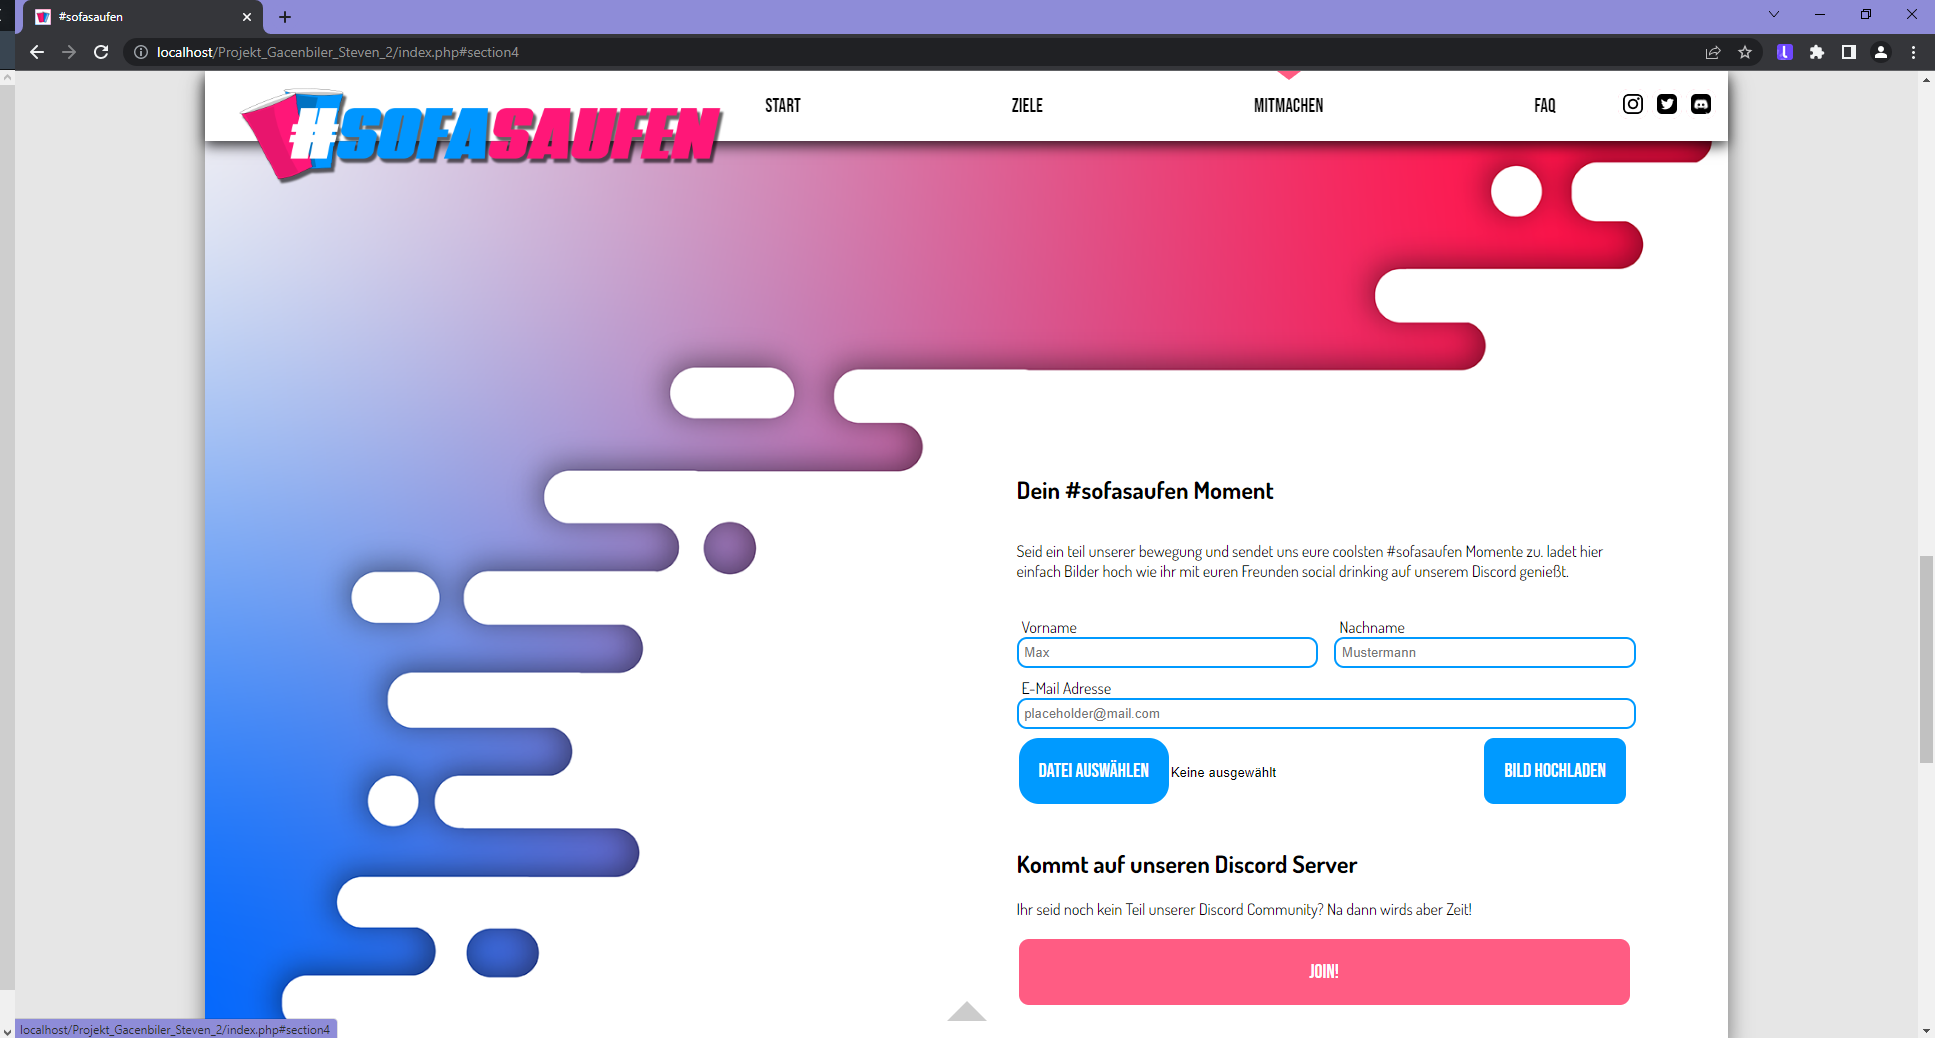 #sofasaufen
localhost/Projekt_Gacenbiler_Steven_2/index.php#section4
#SOFASAUFEN
START
ZIELE
MITMACHEN
FAQ
Dein #sofasaufen Moment
Seid ein teil unserer bewegung und sendet uns eure coolsten #sofasaufen Momente zu. ladet hier
einfach Bilder hoch wie ihr mit euren Freunden social drinking auf unserem Discord genießt.
Vorname
Nachname
Max
Mustermann
E-Mail Adresse
placeholder@mail.com
DATEI AUSWÄHLEN
Keine ausgewählt
BILD HOCHLADEN
Kommt auf unseren Discord Server
Ihr seid noch kein Teil unserer Discord Community? Na dann wirds aber Zeit!
JOIN!
localhost/Projekt_Gacenbiler_Steven_2/index.php#section4